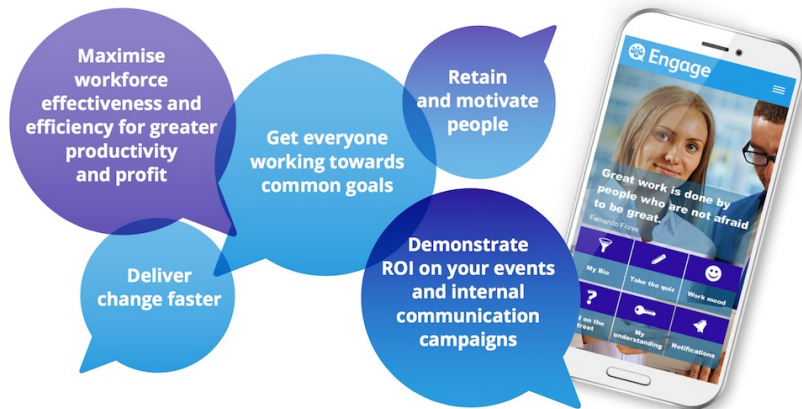 Maximise
workforce
effectiveness and
efficiency for greater
productivity
and profit
Get everyone
working towards
common goals
Retain
and motivate
people
Deliver
change faster
Demonstrate
ROI on your events
and internal
communication
campaigns
Engage
Great work is done by
people who are not afraid
to be great.
Fernando Flores
My Bio
Take the quiz
Work mood
?
on the
My
understanding
Notifications